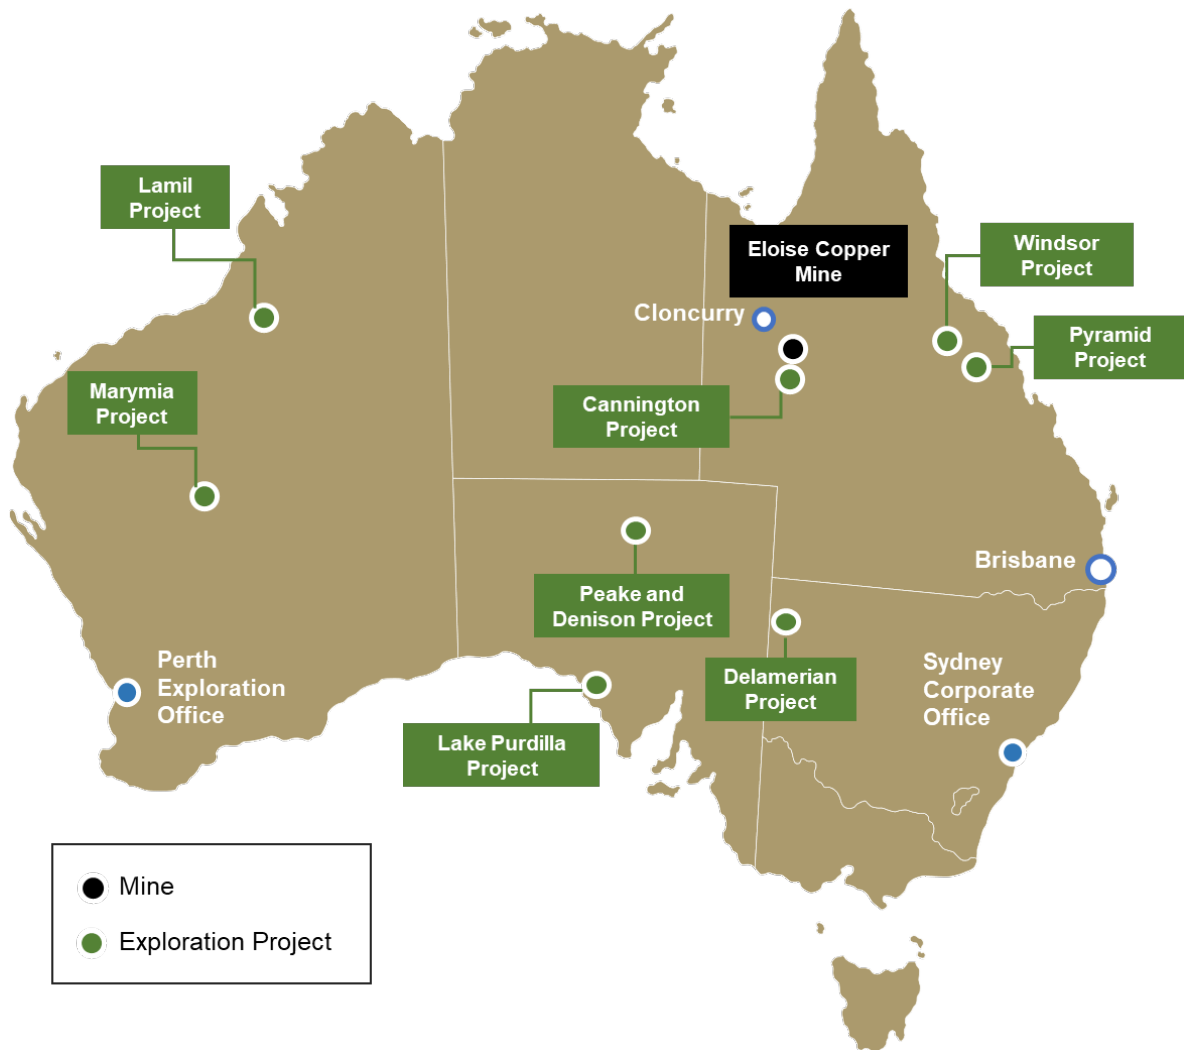 Lamil
Project
Eloise Copper
Mine
Windsor
Project
Cloncurry
Pyramid
Project
Marymia
Project
Cannington
Project
Brisbane
Peake and
Denison Project
Perth
Exploration
Office
Sydney
Corporate
Office
Delamerian
Project
Lake Purdilla
Project
Mine
Exploration Project